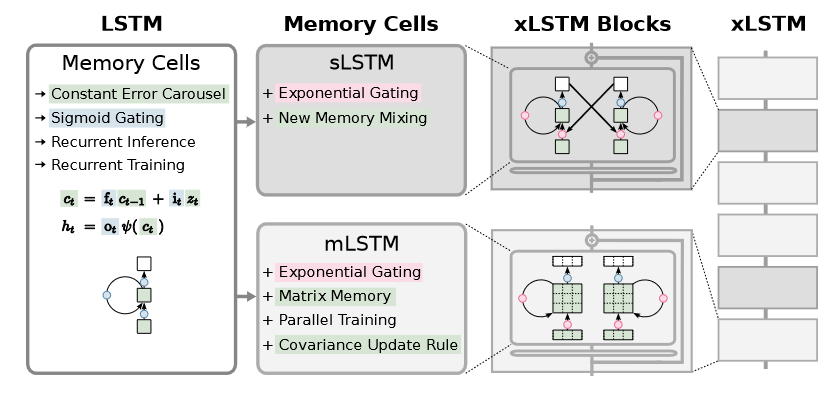 LSTM
Memory Cells
xLSTM Blocks
xLSTM
Memory Cells
→ Constant Error Carousel
→ Sigmoid Gating
→ Recurrent Inference
→ Recurrent Training
c_t = f_t c_{t−1} + i_t z_t
h_t = o_t ψ( c_t )
sLSTM
+ Exponential Gating
+ New Memory Mixing
mLSTM
+ Exponential Gating
+ Matrix Memory
+ Parallel Training
+ Covariance Update Rule